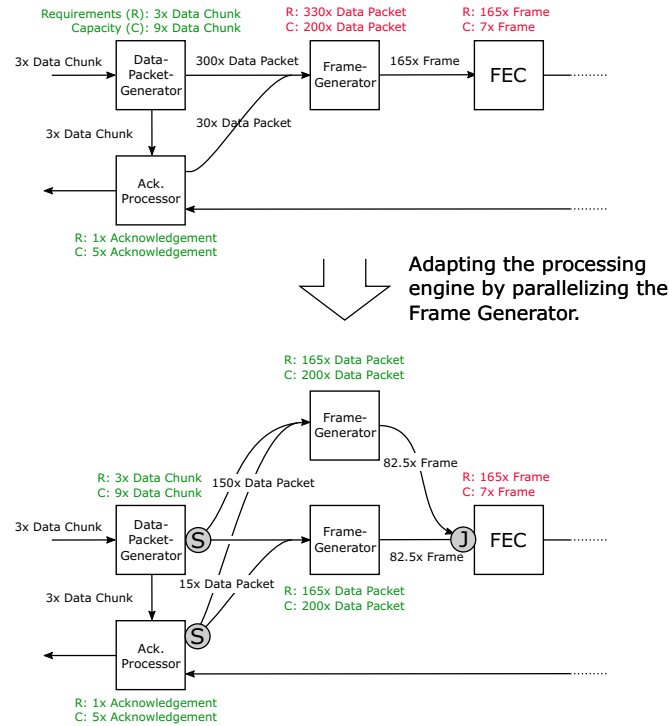 Requirements (R): 3x Data Chunk
Capacity (C): 9x Data Chunk
R: 330x Data Packet
C: 200x Data Packet
R: 165x Frame
C: 7x Frame
3x Data Chunk
Data-
Packet-
Generator
300x Data Packet
Frame-
Generator
165x Frame
FEC
30x Data Packet
3x Data Chunk
Ack.
Processor
R: 1x Acknowledgement
C: 5x Acknowledgement
Adapting the processing
engine by parallelizing the
Frame Generator.
R: 165x Data Packet
C: 200x Data Packet
Frame-
Generator
82.5x Frame
R: 3x Data Chunk
C: 9x Data Chunk
150x Data Packet
R: 165x Frame
C: 7x Frame
3x Data Chunk
Data-
Packet-
Generator
S
Frame-
Generator
82.5x Frame
J
FEC
15x Data Packet
R: 165x Data Packet
C: 200x Data Packet
3x Data Chunk
S
Ack.
Processor
R: 1x Acknowledgement
C: 5x Acknowledgement